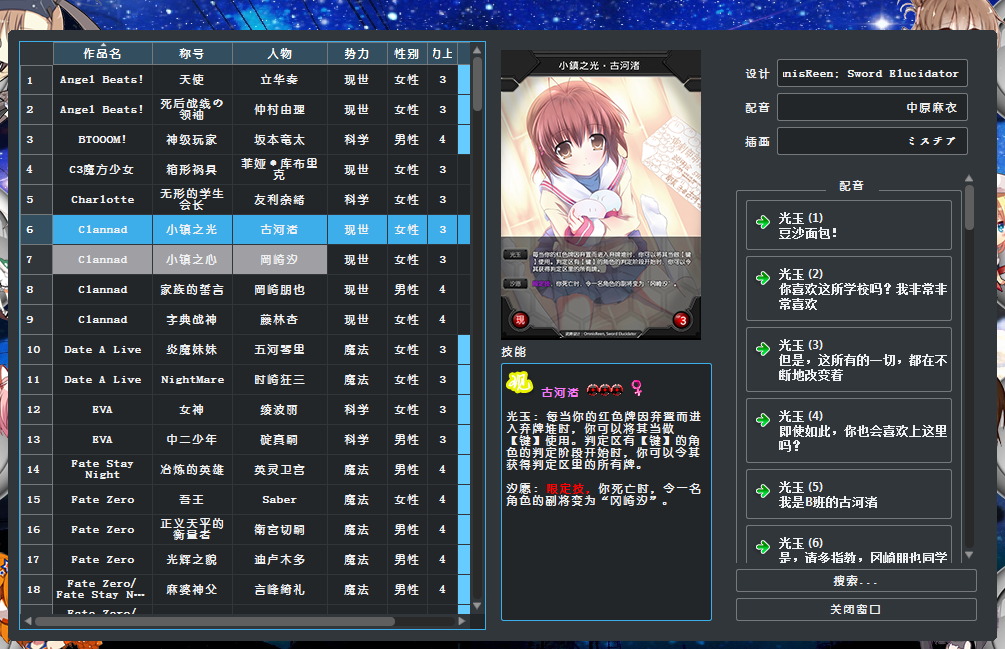 作品名 称号 人物 势力 性别
1 Angel Beats! 天使 立华奏 现世 女性 3
2 Angel Beats! 死后战线の领袖 仲村由理 现世 女性 3
3 BTOOOM! 神级玩家 坂本竜太 科学 男性 4
4 C3魔方少女 箱形祸具 菲娅•库布里克 现世 女性 3
5 Charlotte 无形的学生会长 友利奈绪 科学 女性 3
6 Clannad 小镇之光 古河渚 现世 女性 3
7 Clannad 小镇之心 岡崎汐 现世 女性 3
8 Clannad 家族的誓言 岡崎朋也 现世 男性 4
9 Clannad 字典战神 藤林杏 现世 女性 4
10 Date A Live 炎魔妹妹 五河琴里 魔法 女性 3
11 Date A Live NightMare 时崎狂三 魔法 女性 3
12 EVA 女神 绫波丽 科学 女性 3
13 EVA 中二少年 碇真嗣 科学 男性 3
14 Fate Stay Night 冶炼的英雄 英灵卫宫 魔法 男性 4
15 Fate Zero 吾王 Saber 魔法 女性 4
16 Fate Zero 正义天平的衡量者 衛宮切嗣 魔法 男性 4
17 Fate Zero 光辉之貌 迪卢木多 魔法 男性 4
18 Fate Zero/ Fate Stay N… 麻婆神父 言峰绮礼 魔法 男性 4
小镇之光·古河渚
光玉
每当你的红色牌因弃置而进入弃牌堆时，你可以将其当做【键】使用。判定区有【键】的角色的判定阶段开始时，你可以令其获得判定区里的所有牌。
汐愿
限定技，你死亡时，令一名角色的副将变为「冈崎汐」。
现 3
技能
现 古河渚
光玉: 每当你的红色牌因弃置而进
入弃牌堆时，你可以将其当做
【键】使用。判定区有【键】的角
色的判定阶段开始时，你可以令其
获得判定区里的所有牌。
汐愿: 限定技，你死亡时，令一名
角色的副将变为“冈崎汐”。
设计 misReen; Sword Elucidator
配音 中原麻衣
插画 ミステア
配音
光玉 (1)
豆沙面包!
光玉 (2)
你喜欢这所学校吗? 我非常非
常喜欢
光玉 (3)
但是，这所有的一切，都在不
断地改变着
光玉 (4)
即使如此，你也会喜欢上这里
吗?
光玉 (5)
我是B班的古河渚
光玉 (6)
是，请多指教，冈崎朋也同学
搜索...
关闭窗口